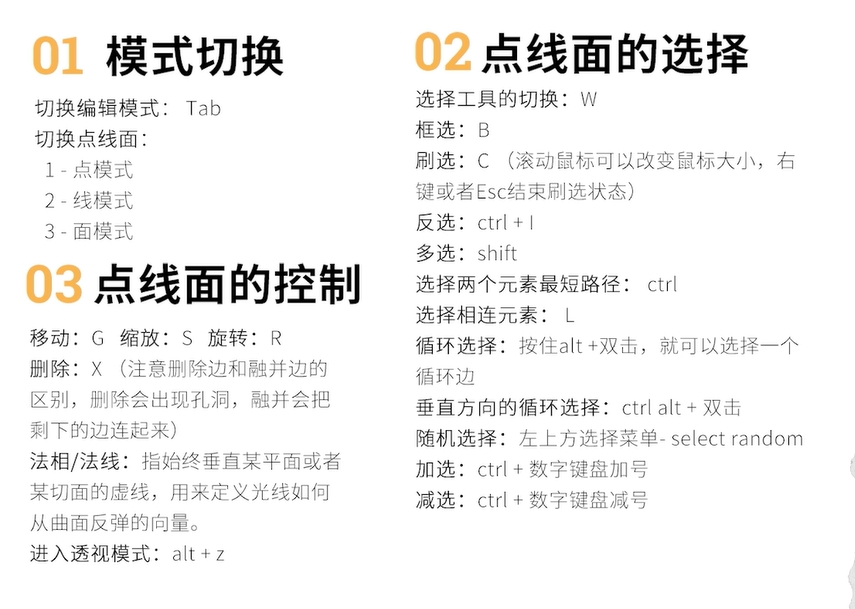 01 模式切换
切换编辑模式： Tab
切换点线面：
1 - 点模式
2 - 线模式
3 - 面模式
02 点线面的选择
选择工具的切换：W
框选：B
刷选：C （滚动鼠标可以改变鼠标大小，右
键或者Esc结束刷选状态）
反选：ctrl + I
多选：shift
选择两个元素最短路径： ctrl
选择相连元素： L
循环选择：按住alt +双击，就可以选择一个
循环边
垂直方向的循环选择：ctrl alt + 双击
随机选择：左上方选择菜单- select random
加选：ctrl + 数字键盘加号
减选：ctrl + 数字键盘减号
03 点线面的控制
移动：G 缩放：S 旋转：R
删除：X （注意删除边和融并边的
区别，删除会出现孔洞，融并会把
剩下的边连起来）
法相/法线：指始终垂直某平面或者
某切面的虚线，用来定义光线如何
从曲面反弹的向量。
进入透视模式：alt + z